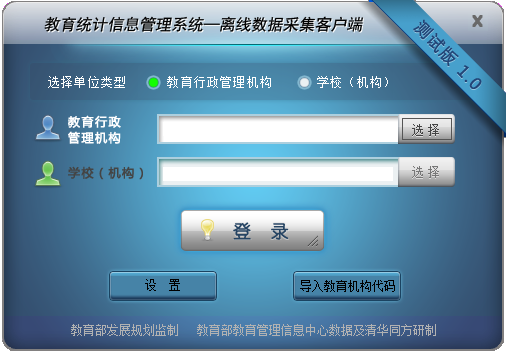 教育统计信息管理系统—离线数据采集客户端
x
测试版 1.0
选择单位类型 教育行政管理机构 学校（机构）
教育行政
管理机构
选择
学校（机构）
选择
登 录
设 置 导入教育机构代码
教育部发展规划监制 教育部教育管理信息中心数据及清华同方研制